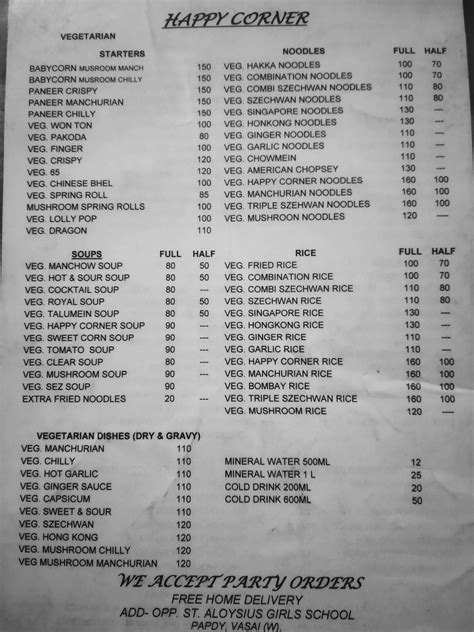 HAPPY CORNER
VEGETARIAN
STARTERS
BABYCORN MUSROOM MANCH 150
BABYCORN MUSROOM CHILLY 150
PANEER CRISPY 150
PANEER MANCHURIAN 150
PANEER CHILLY 150
VEG. WON TON 100
VEG. PAKODA 80
VEG. FINGER 100
VEG. CRISPY 120
VEG. 65 120
VEG. CHINESE BHEL 100
VEG. SPRING ROLL 85
MUSHROOM SPRING ROLLS 100
VEG. LOLLY POP 100
VEG. DRAGON 110
NOODLES FULL HALF
VEG. HAKKA NOODLES 100 70
VEG. COMBINATION NOODLES 100 70
VEG. COMBI SZECHWAN NOODLES 110 80
VEG. SZECHWAN NOODLES 110 80
VEG. SINGAPORE NOODLES 130 ---
VEG. HONKONG NOODLES 130 ---
VEG. GINGER NOODLES 110 ---
VEG. GARLIC NOODLES 110 ---
VEG. CHOWMEIN 110 ---
VEG. AMERICAN CHOPSEY 130 ---
VEG. HAPPY CORNER NOODLES 160 100
VEG. MANCHURIAN NOODLES 160 100
VEG. TRIPLE SZEHWAN NOODLES 160 100
VEG. MUSHROON NOODLES 120 ----
SOUPS FULL HALF
VEG. MANCHOW SOUP 80 50
VEG. HOT & SOUR SOUP 80 50
VEG. COCKTAIL SOUP 80 ---
VEG. ROYAL SOUP 80 50
VEG. TALUMEIN SOUP 80 50
VEG. HAPPY CORNER SOUP 90 ---
VEG. SWEET CORN SOUP 90 ---
VEG. TOMATO SOUP 90 ---
VEG. CLEAR SOUP 80 ---
VEG. MUSHROOM SOUP 90 ---
VEG. SEZ SOUP 90
EXTRA FRIED NOODLES 20 ---
RICE FULL HALF
VEG. FRIED RICE 100 70
VEG. COMBINATION RICE 100 70
VEG. COMBI SZECHWAN RICE 110 80
VEG. SZECHWAN RICE 110 80
VEG. SINGAPORE RICE 130 ---
VEG. HONGKONG RICE 130 ---
VEG. GINGER RICE 110 ---
VEG. GARLIC RICE 110 ---
VEG. HAPPY CORNER RICE 160 100
VEG. MANCHURIAN RICE 160 100
VEG. BOMBAY RICE 160 100
VEG. TRIPLE SZECHWAN RICE 160 100
VEG. MUSHROOM RICE 120 ----
VEGETARIAN DISHES (DRY & GRAVY)
VEG. MANCHURIAN 110
VEG. CHILLY 110
VEG. HOT GARLIC 110
VEG. GINGER SAUCE 110
VEG. CAPSICUM 110
VEG. SWEET & SOUR 110
VEG. SZECHWAN 120
VEG. HONG KONG 120
VEG. MUSHROOM CHILLY 120
VEG MUSHROOM MANCHURIAN 120
MINERAL WATER 500ML 12
MINERAL WATER 1 L 25
COLD DRINK 200ML 20
COLD DRINK 600ML 50
WE ACCEPT PARTY ORDERS
FREE HOME DELIVERY
ADD- OPP. ST. ALOYSIUS GIRLS SCHOOL
PAPDY, VASAI (W),